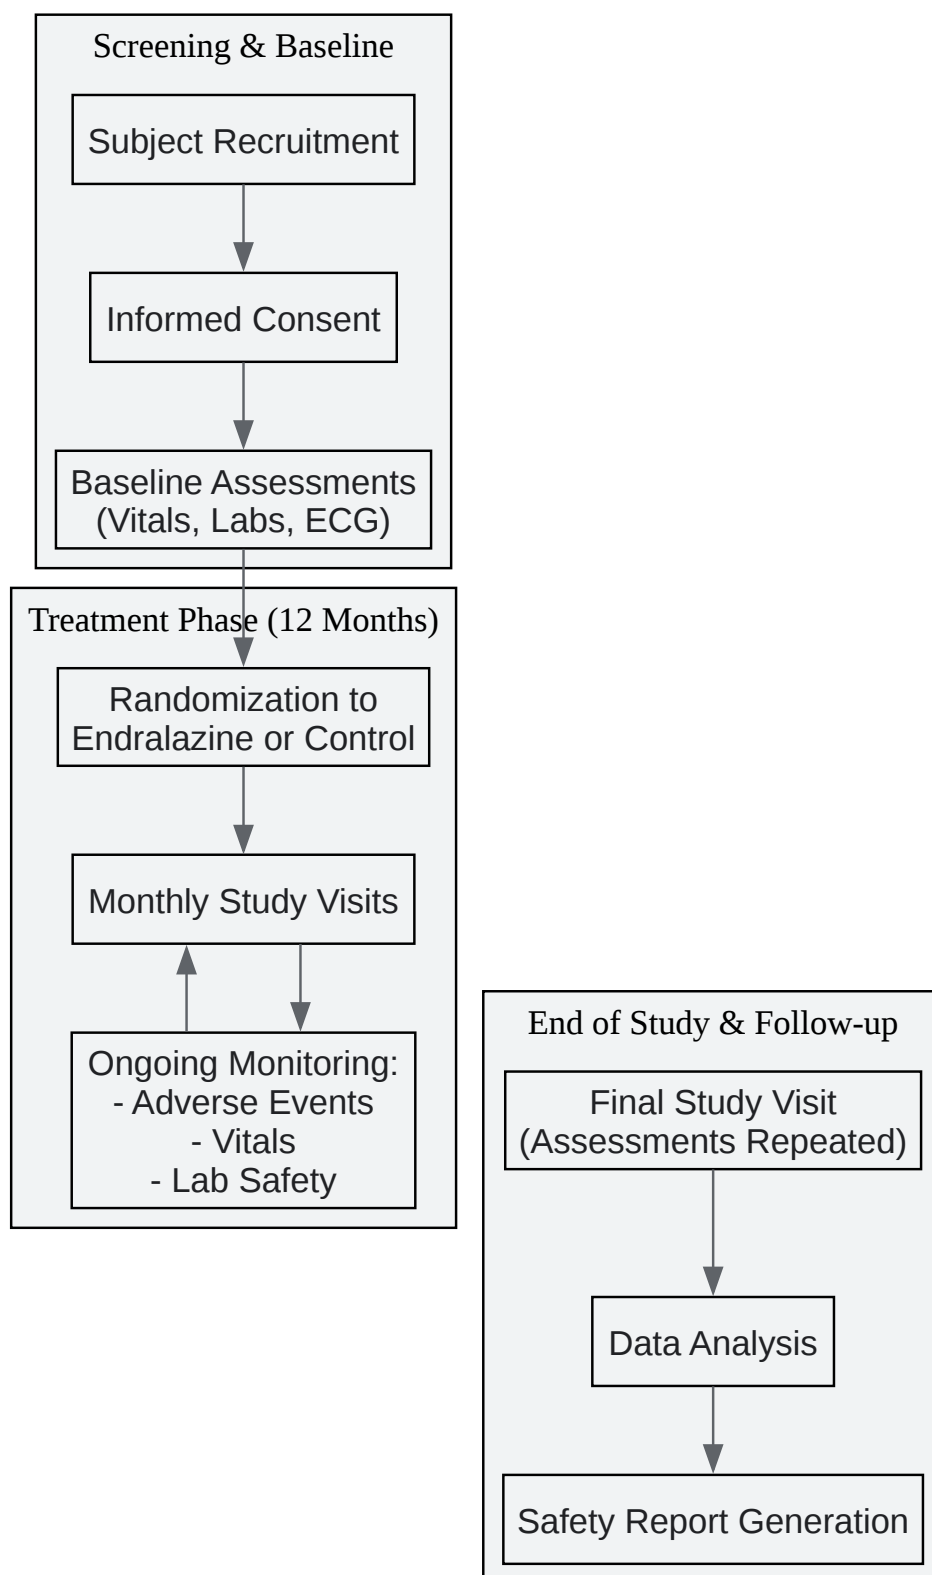 Screening & Baseline
Subject Recruitment
Informed Consent
Baseline Assessments
(Vitals, Labs, ECG)
Treatment Phase (12 Months)
Randomization to
Endralazine or Control
Monthly Study Visits
Ongoing Monitoring:
- Adverse Events
- Vitals
- Lab Safety
End of Study & Follow-up
Final Study Visit
(Assessments Repeated)
Data Analysis
Safety Report Generation